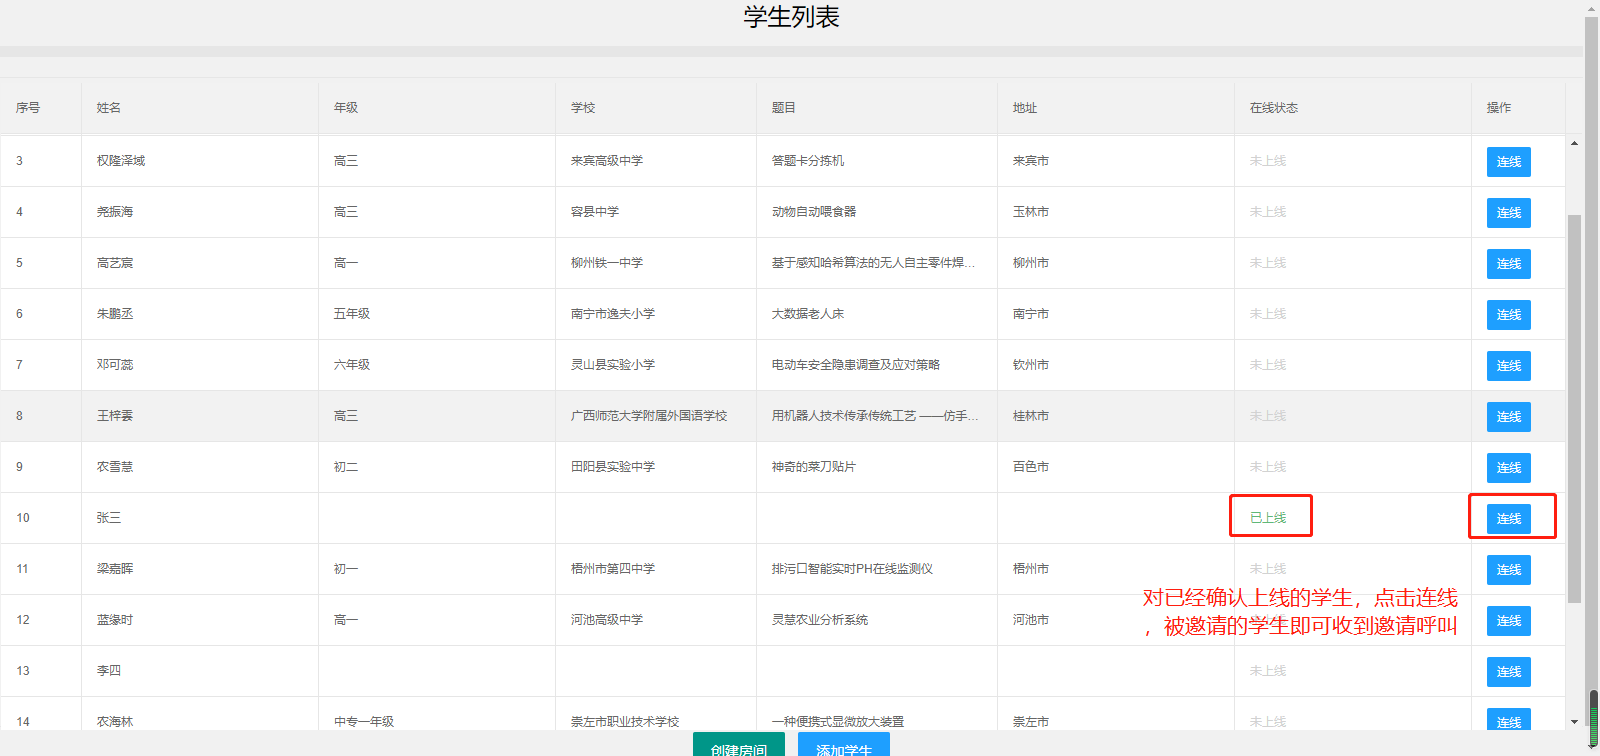 学生列表
序号 姓名 年级 学校 题目 地址 在线状态 操作
3 权隆泽域 高三 来宾高级中学 答题卡分拣机 来宾市 未上线 连线
4 尧振海 高三 容县中学 动物自动喂食器 玉林市 未上线 连线
5 高艺宸 高一 柳州铁一中学 基于感知哈希算法的无人自主零件焊... 柳州市 未上线 连线
6 朱鹏丞 五年级 南宁市逸夫小学 大数据老人床 南宁市 未上线 连线
7 邓可蕊 六年级 灵山县实验小学 电动车安全隐患调查及应对策略 钦州市 未上线 连线
8 王梓霎 高三 广西师范大学附属外国语学校 用机器人技术传承传统工艺 ——仿手... 桂林市 未上线 连线
9 农雪慧 初二 田阳县实验中学 神奇的菜刀贴片 百色市 未上线 连线
10 张三 已上线 连线
11 梁嘉晖 初一 梧州市第四中学 排污口智能实时PH在线监测仪 梧州市 未上线 连线
12 蓝缘时 高一 河池高级中学 灵慧农业分析系统 河池市 连线
对已经确认上线的学生，点击连线
，被邀请的学生即可收到邀请呼叫
13 李四 未上线 连线
14 农海林 中专一年级 崇左市职业技术学校 一种便携式显微放大装置 崇左市 未上线 连线
创建房间 添加学生